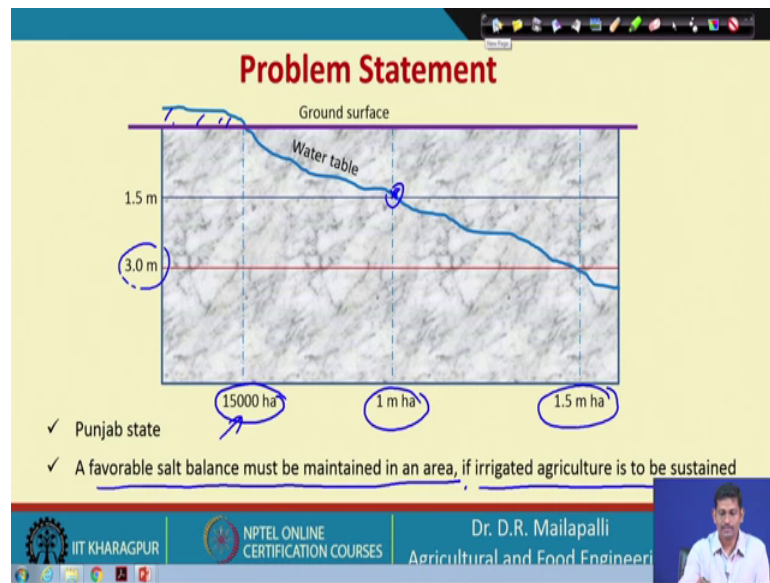 New Page
Problem Statement
Ground surface
Water table
1.5 m
3.0 m
15000 ha
1 m ha
1.5 m ha
✓ Punjab state
✓ A favorable salt balance must be maintained in an area, if irrigated agriculture is to be sustained
IIT KHARAGPUR
NPTEL ONLINE
CERTIFICATION COURSES
Dr. D.R. Mailapalli
Agricultural and Food Engineeri